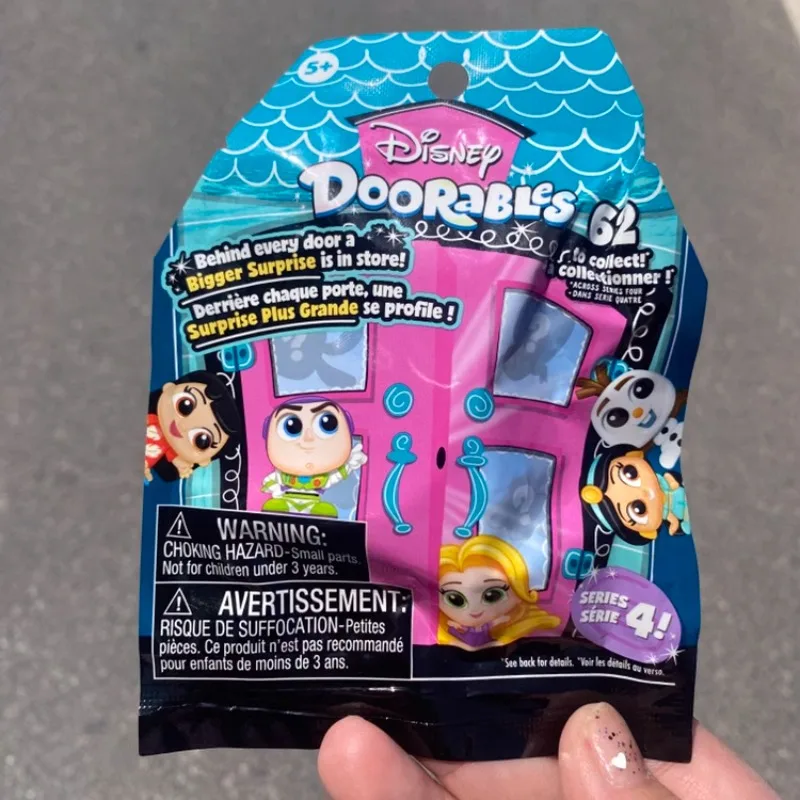 5+
Disney
DOORABLES
62
to collect!
à collectionner !
*ACROSS SERIES FOUR
*DANS SÉRIE QUATRE
Behind every door a
Bigger Surprise is in store!
Derrière chaque porte, une
Surprise Plus Grande se profile !
WARNING:
CHOKING HAZARD-Small parts.
Not for children under 3 years.
AVERTISSEMENT:
RISQUE DE SUFFOCATION-Petites
pièces. Ce produit n'est pas recommandé
pour enfants de moins de 3 ans.
SERIES
SÉRIE 4!
*See back for details. *Voir les détails au verso.